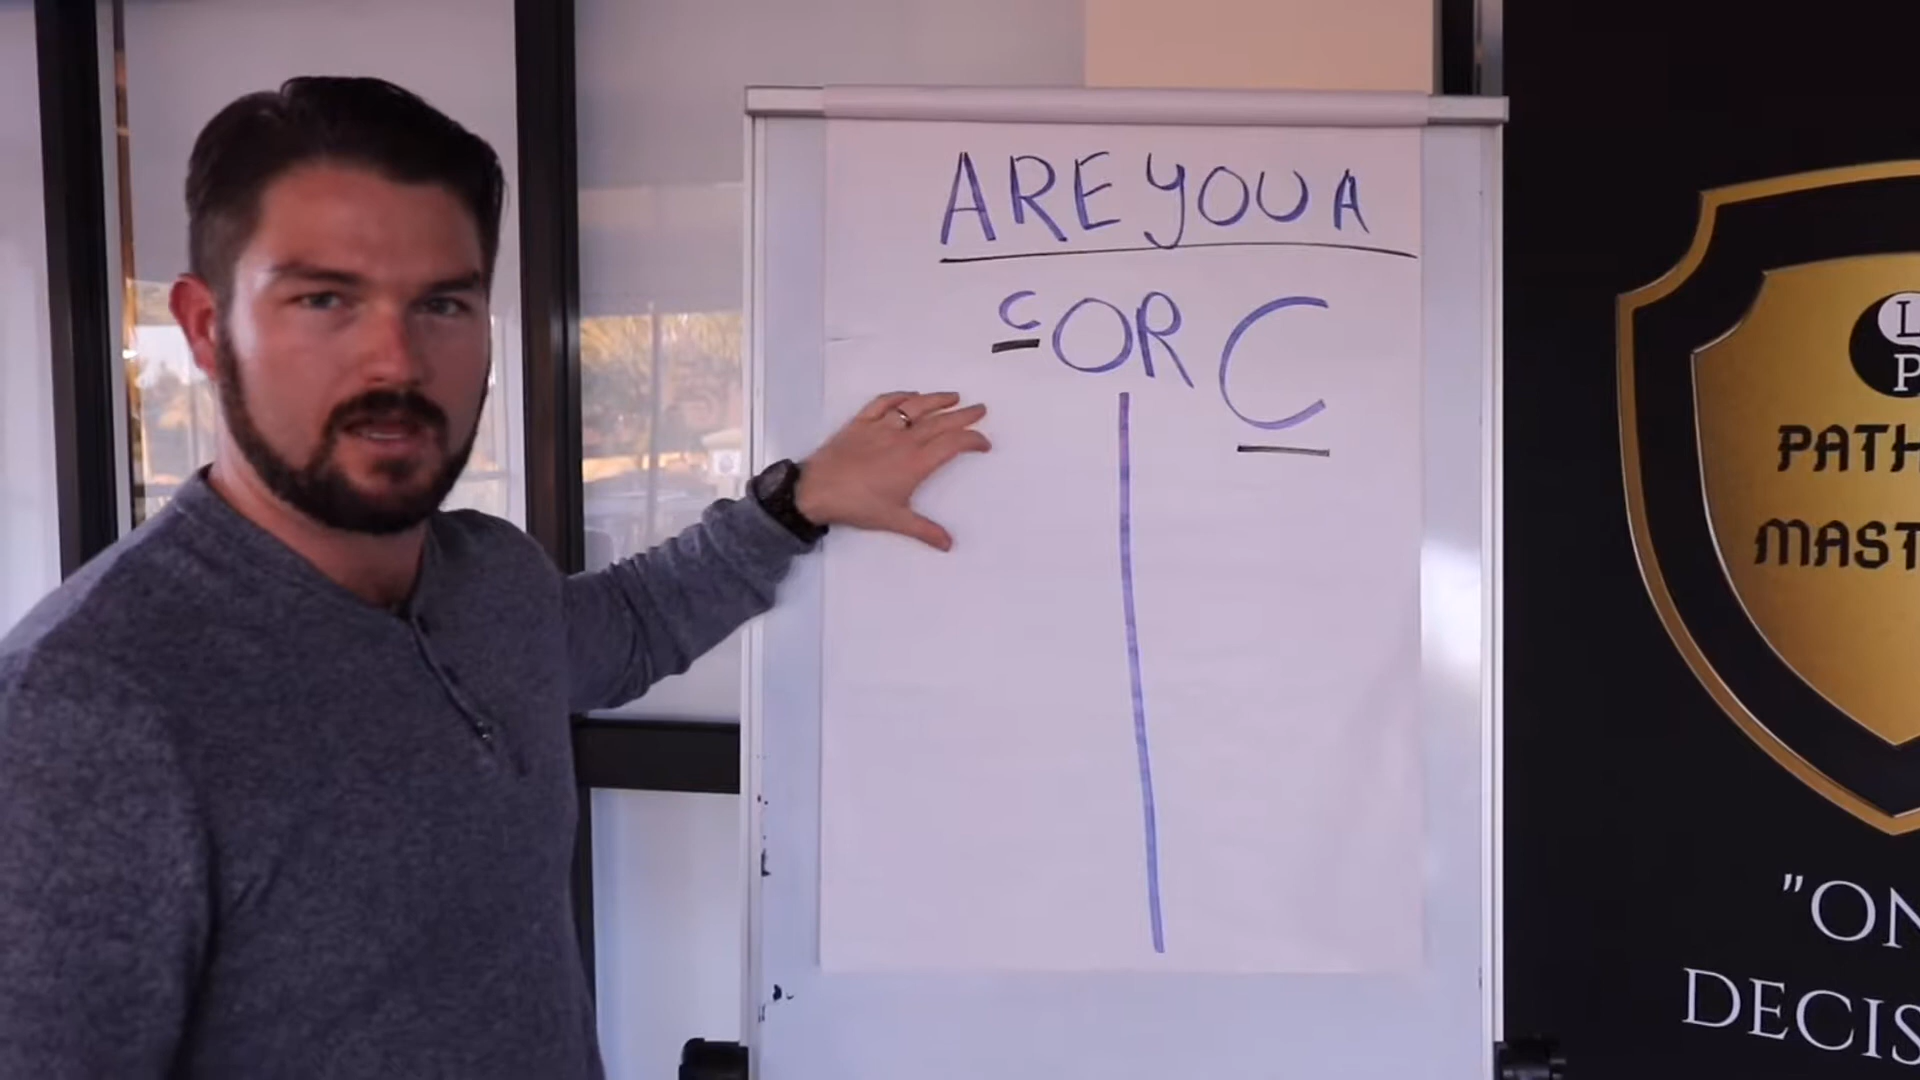 ARE YOU A
c OR C
L
P
PATH
MAST
"ON
DECIS